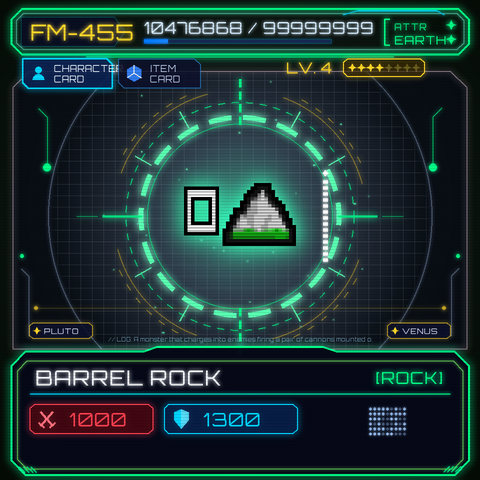 FM-455
10476868 / 99999999
ATTR
EARTH
CHARACTER
CARD
ITEM
CARD
LV.4
PLUTO
VENUS
// LOG: A monster that charges into enemies firing a pair of cannons mounted o
BARREL ROCK
[ROCK]
1000
1300